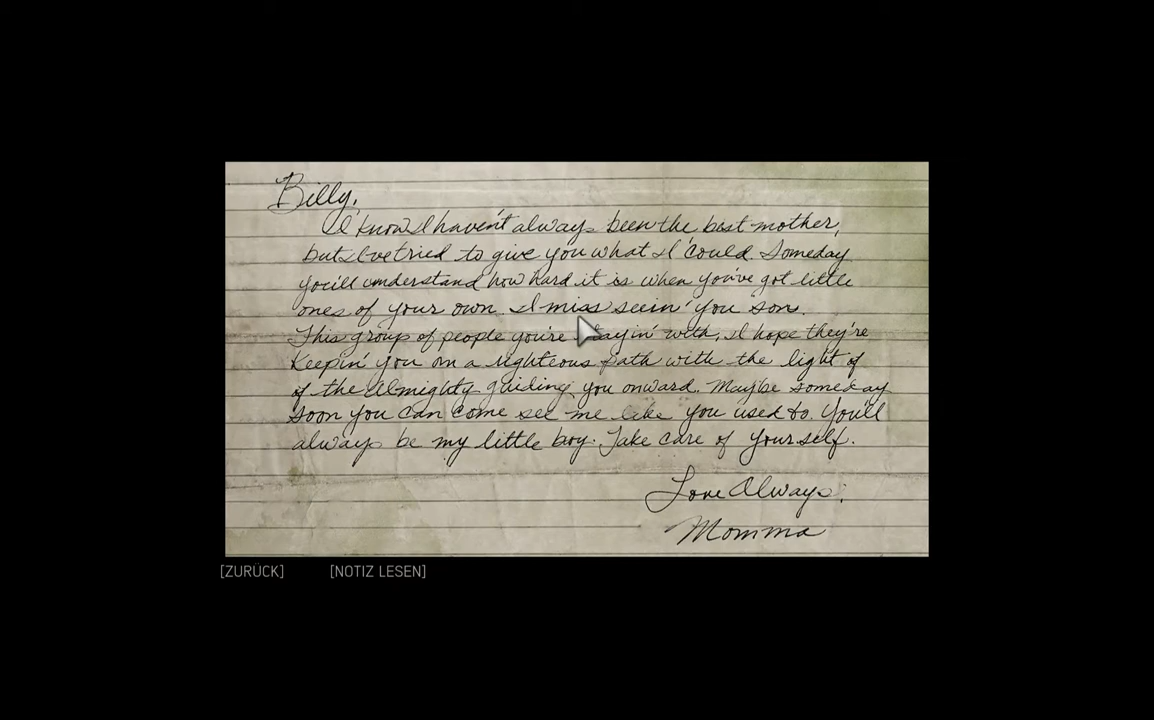 Billy,
I know I haven't always been the best mother,
but I've tried to give you what I could. Someday
you'll understand how hard it is when you've got little
ones of your own. I miss seein' you son.
This group of people you're stayin' with, I hope they're
keepin' you on a righteous path with the light of
of the Almighty guiding you onward. Maybe someday
soon you can come see me like you used to. You'll
always be my little boy. Take care of yourself.
Love Always,
Momma
[ZURÜCK] [NOTIZ LESEN]